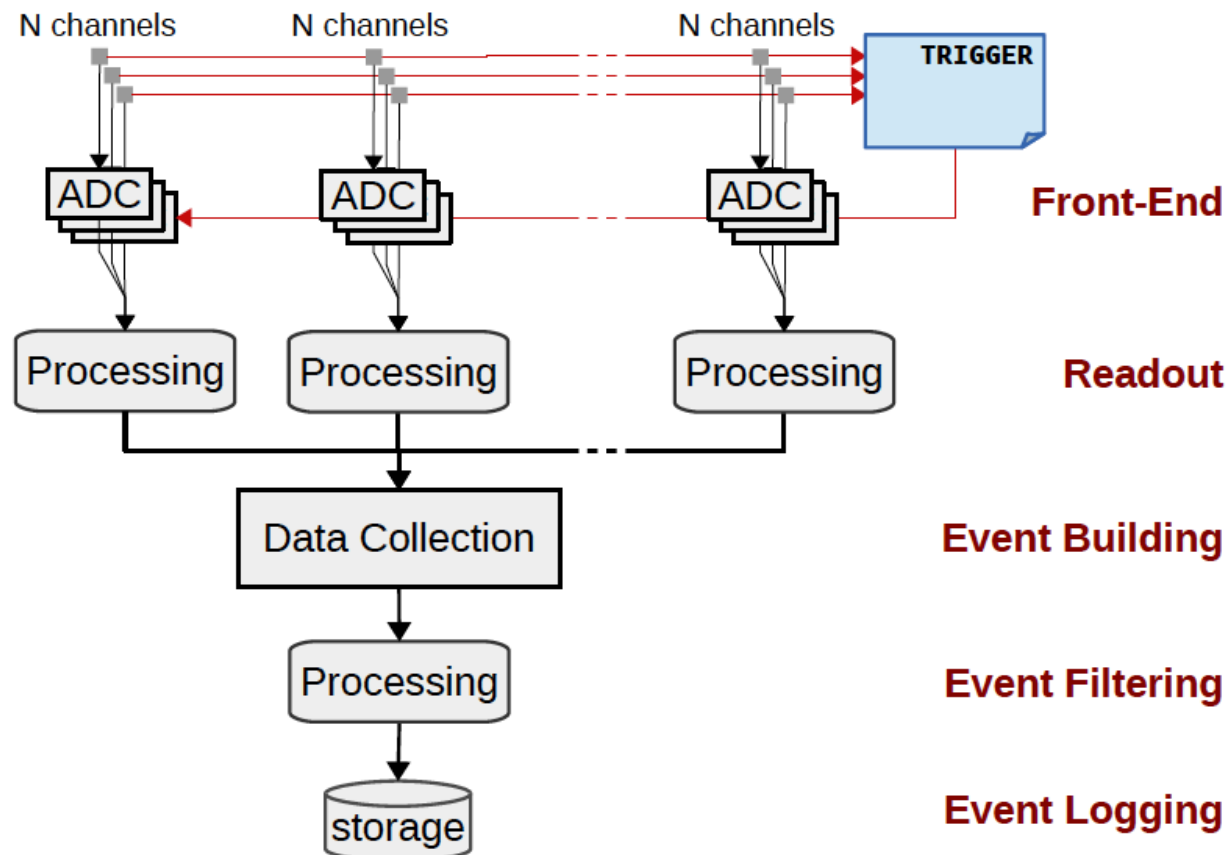 N channels
N channels
N channels
TRIGGER
ADC
ADC
ADC
Front-End
Processing
Processing
Processing
Readout
Data Collection
Event Building
Processing
Event Filtering
storage
Event Logging